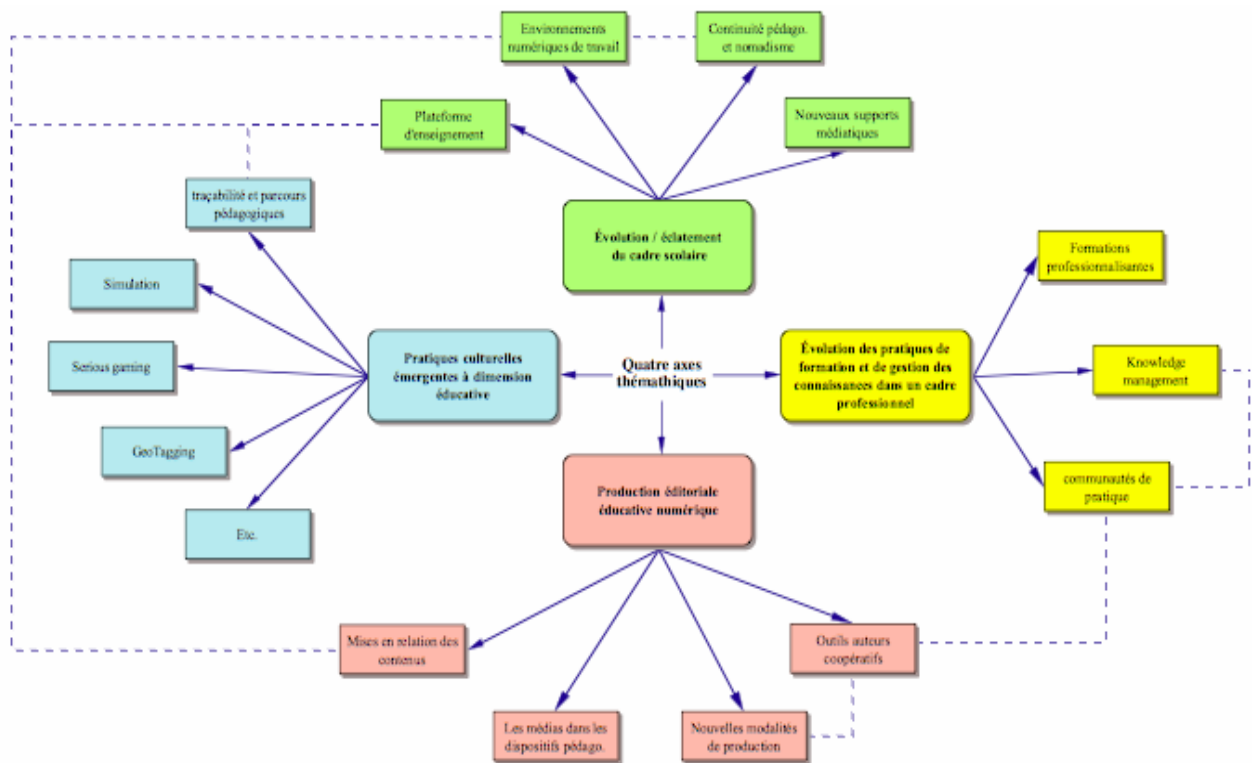 Environnements
numériques de travail
Continuité pédago.
et nomadisme
Plateforme
d'enseignement
Nouveaux supports
médiatiques
traçabilité et parcours
pédagogiques
Évolution / éclatement
du cadre scolaire
Formations
professionnalisantes
Simulation
Serious gaming
Pratiques culturelles
émergentes à dimension
éducative
Quatre axes
thémathiques
Évolution des pratiques de
formation et de gestion des
connaissances dans un cadre
professionnel
Knowledge
management
GeoTagging
Production éditoriale
éducative numérique
communautés de
pratique
Etc.
Mises en relation des
contenus
Outils auteurs
coopératifs
Les médias dans les
dispositifs pédago.
Nouvelles modalités
de production